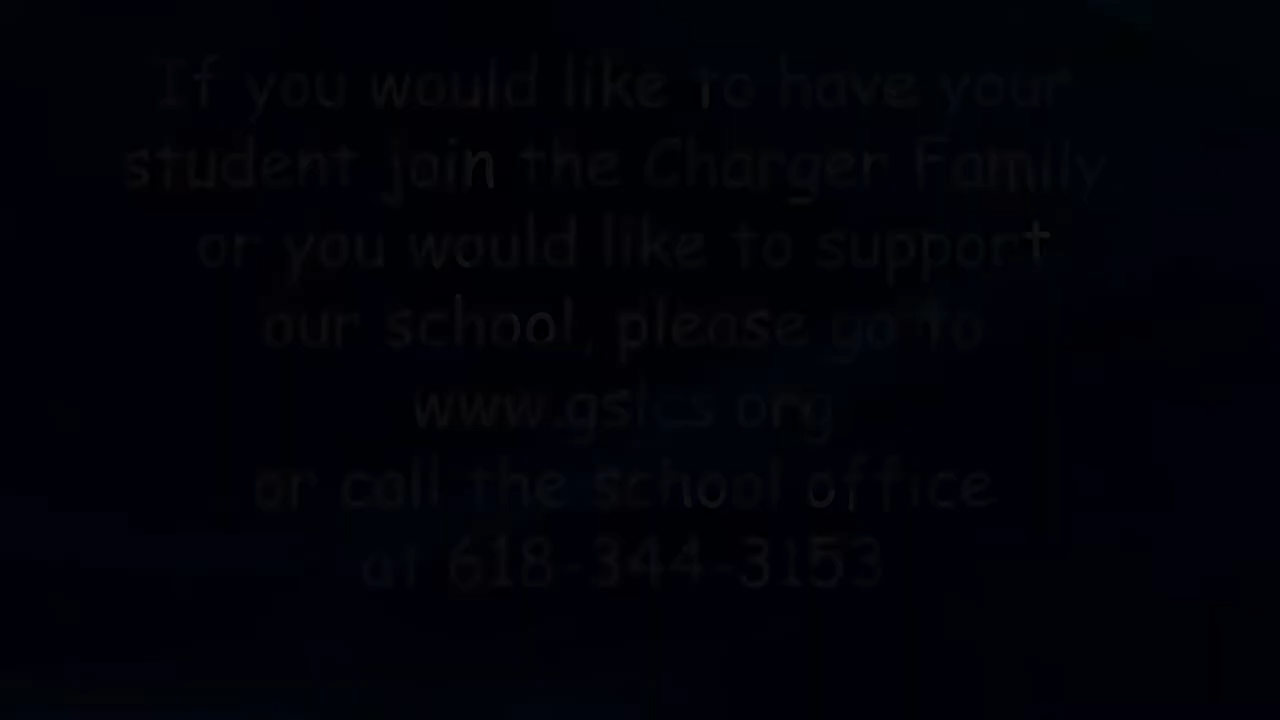 If you would like to have your
student join the Charger Family
or you would like to support
our school, please go to
www.gslcs.org
or call the school office
at 618-344-3153